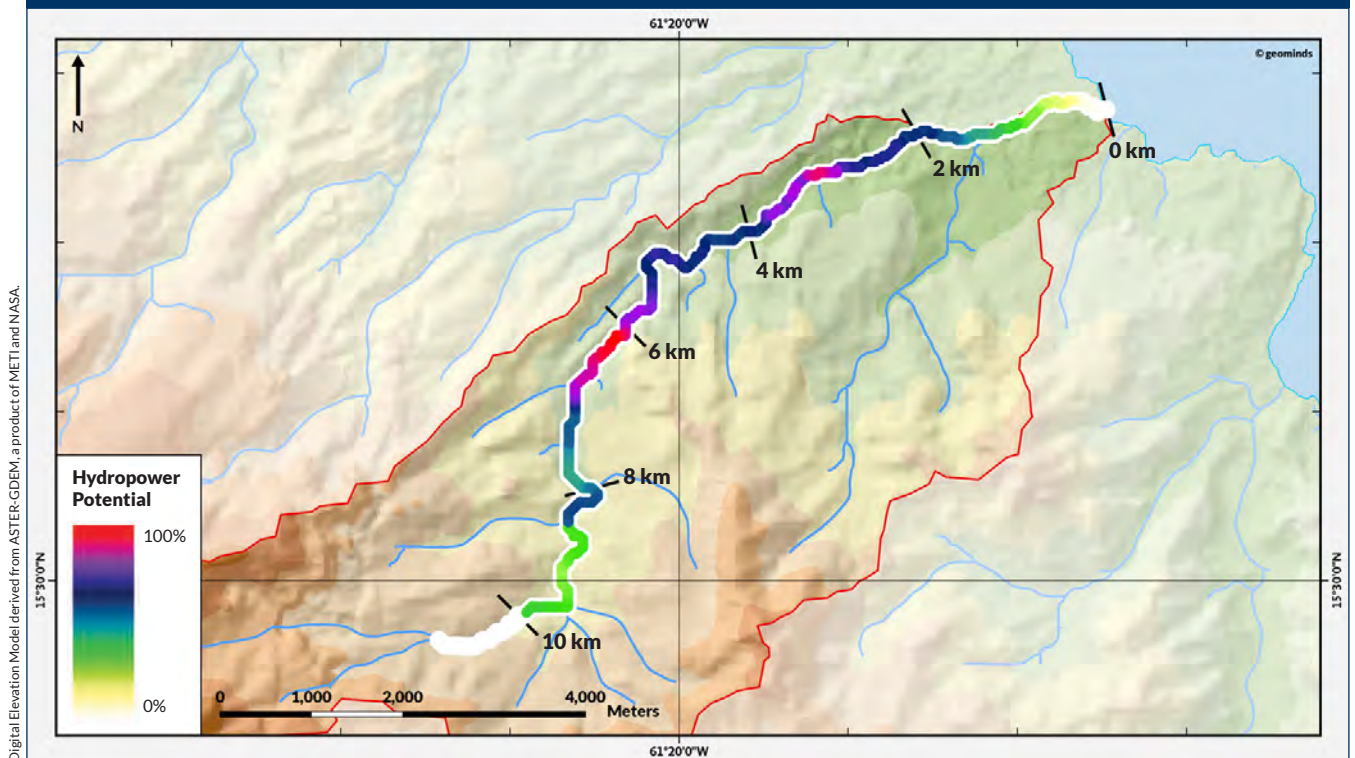 61°20'0"W
© geominds
N
0 km
2 km
4 km
6 km
8 km
10 km
Hydropower
Potential
100%
0%
0 1,000 2,000 4,000
Meters
15°30'0"N
15°30'0"N
61°20'0"W
Digital Elevation Model derived from ASTER-GDEM, a product of METI and NASA.